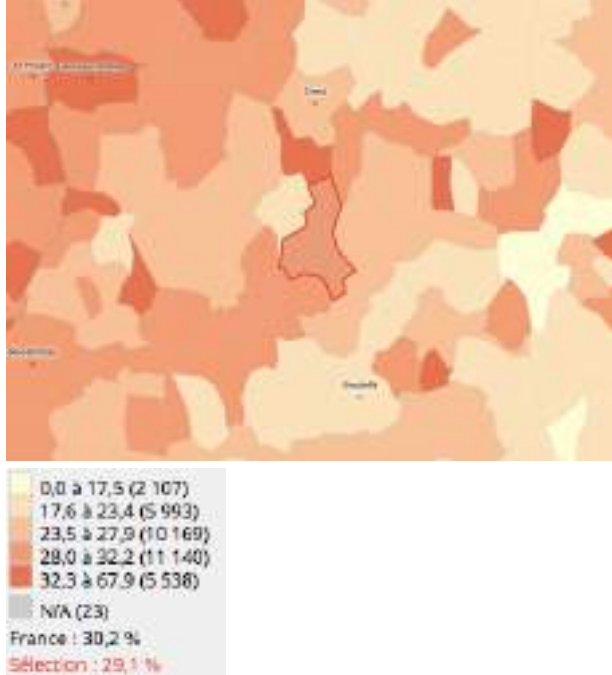 0,0 à 17,5 (2 107)
17,6 à 23,4 (5 993)
23,5 à 27,9 (10 169)
28,0 à 32,2 (11 140)
32,3 à 67,9 (5 538)
N/A (23)
France : 30,2 %
Sélection : 29,1 %